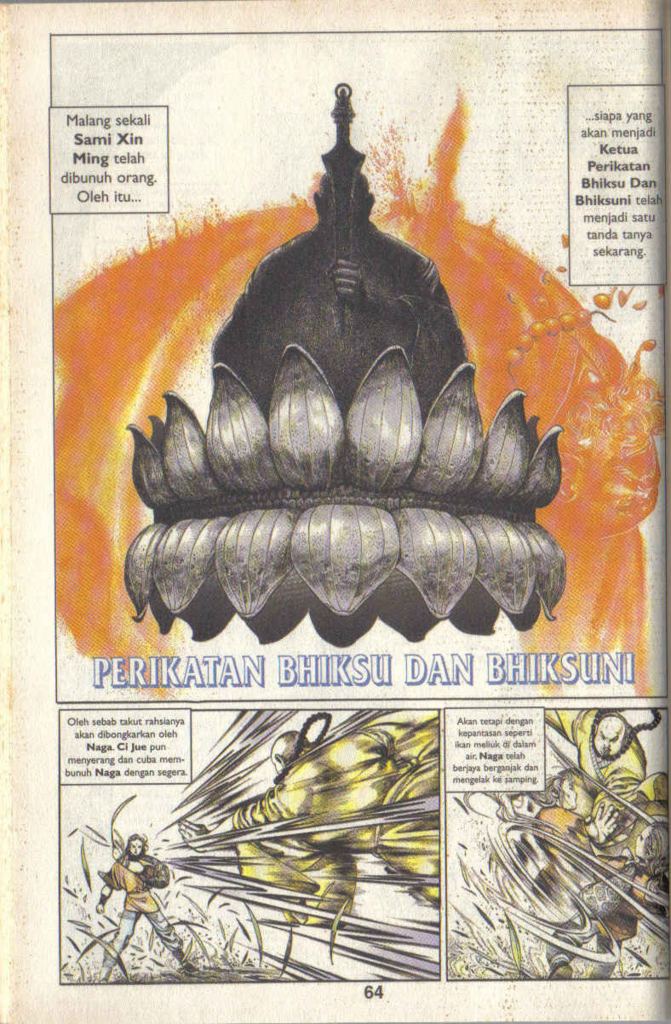 Malang sekali
Sami Xin
Ming telah
dibunuh orang.
Oleh itu...
...siapa yang
akan menjadi
Ketua
Perikatan
Bhiksu Dan
Bhiksuni telah
menjadi satu
tanda tanya
sekarang.
PERIKATAN BHIKSU DAN BHIKSUNI
Oleh sebab takut rahsianya
akan dibongkarkan oleh
Naga. Ci Jue pun
menyerang dan cuba mem-
bunuh Naga dengan segera.
Akan tetapi dengan
kepantasan seperti
ikan meliuk di dalam
air, Naga telah
berjaya berganjak dan
mengelak ke samping.
64